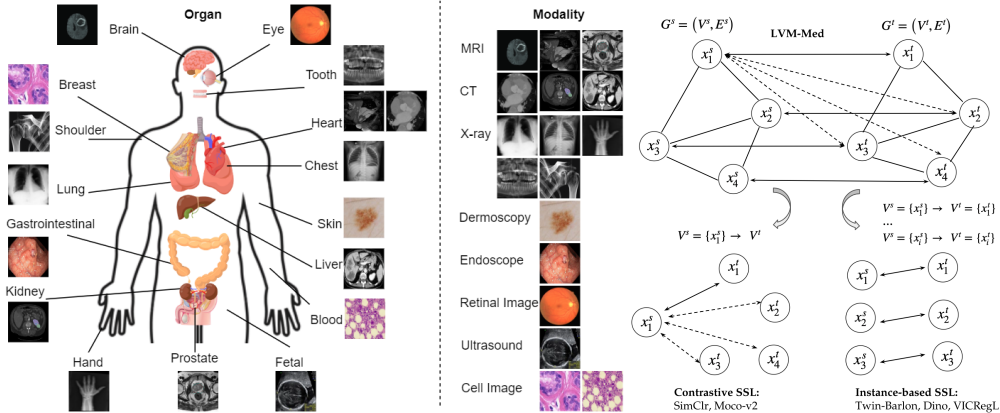 Organ
Brain
Eye
Tooth
Breast
Heart
Shoulder
Chest
Lung
Skin
Gastrointestinal
Liver
Kidney
Blood
Hand
Prostate
Fetal
Modality
MRI
CT
X-ray
Dermoscopy
Endoscope
Retinal Image
Ultrasound
Cell Image
G^s = (V^s, E^s)
G^t = (V^t, E^t)
LVM-Med
x_1^s
x_1^t
x_2^s
x_2^t
x_3^s
x_3^t
x_4^s
x_4^t
V^s = {x_1^s} → V^t
V^s = {x_1^s} → V^t = {x_1^t}
...
V^s = {x_i^s} → V^t = {x_i^t}
x_1^t
x_1^s
x_2^t
x_3^t
x_4^t
x_1^s
x_1^t
x_2^s
x_2^t
x_3^s
x_3^t
Contrastive SSL:
SimClr, Moco-v2
Instance-based SSL:
Twin-Barlon, Dino, VICRegL